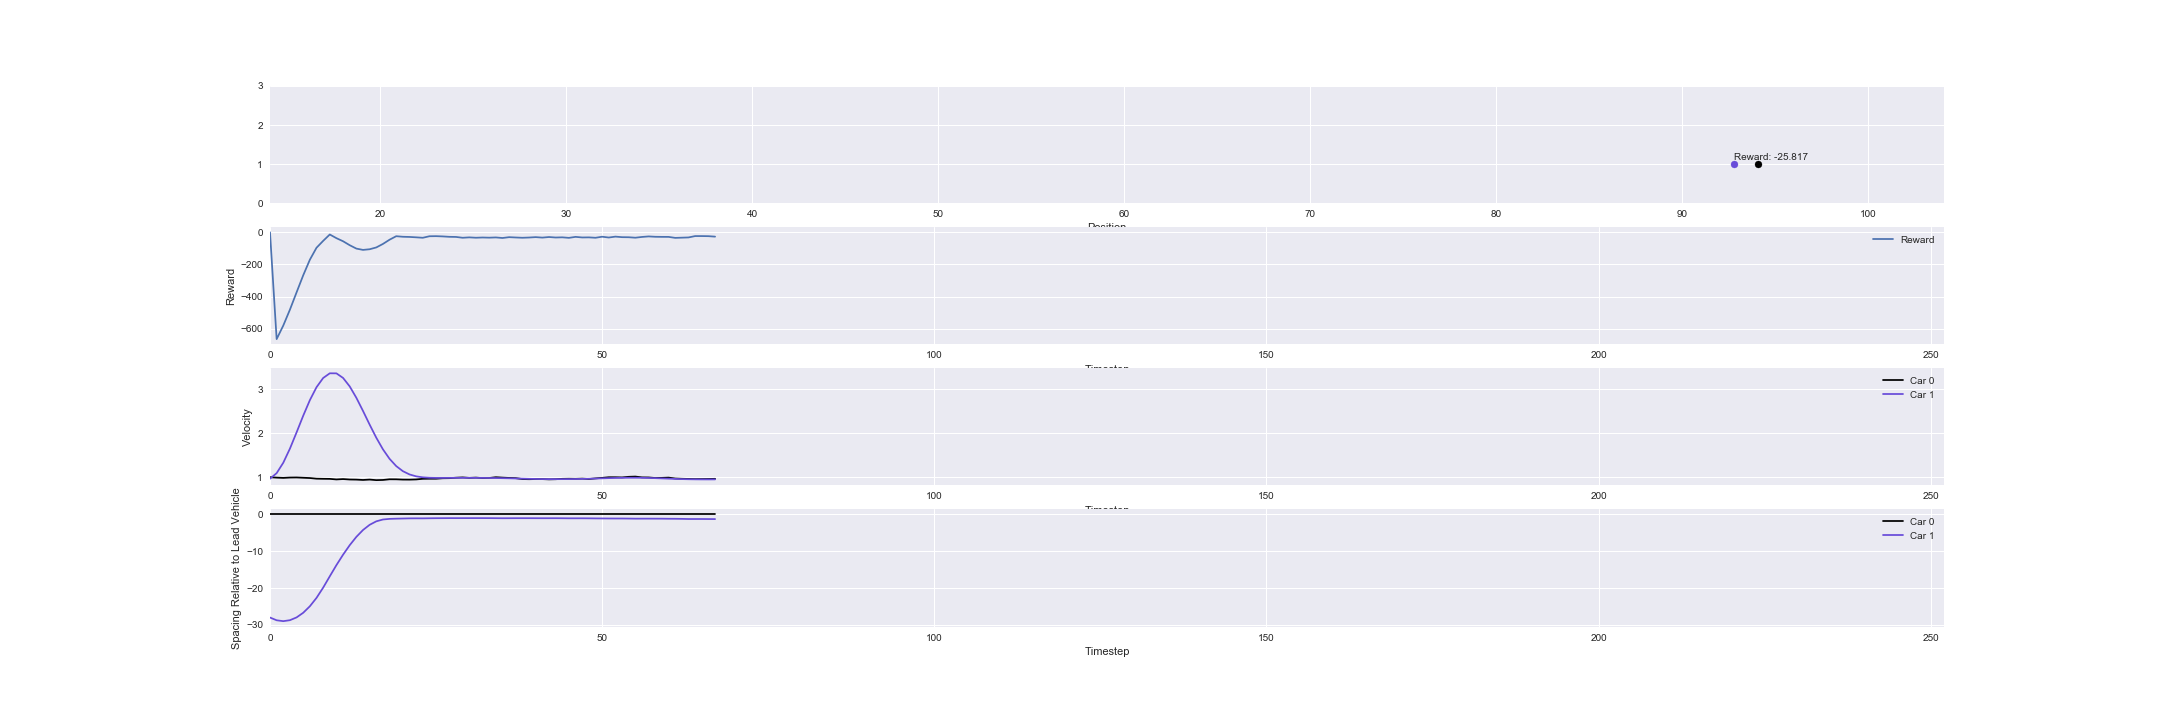 3
2
1
0
Reward: -25.817
20 30 40 50 60 70 80 90 100
Position
0
−200
−400
−600
Reward
Reward
0 50 100 150 200 250
Timestep
3
2
1
Velocity
Car 0
Car 1
0 50 100 150 200 250
Timestep
0
−10
−20
−30
Spacing Relative to Lead Vehicle
Car 0
Car 1
0 50 100 150 200 250
Timestep